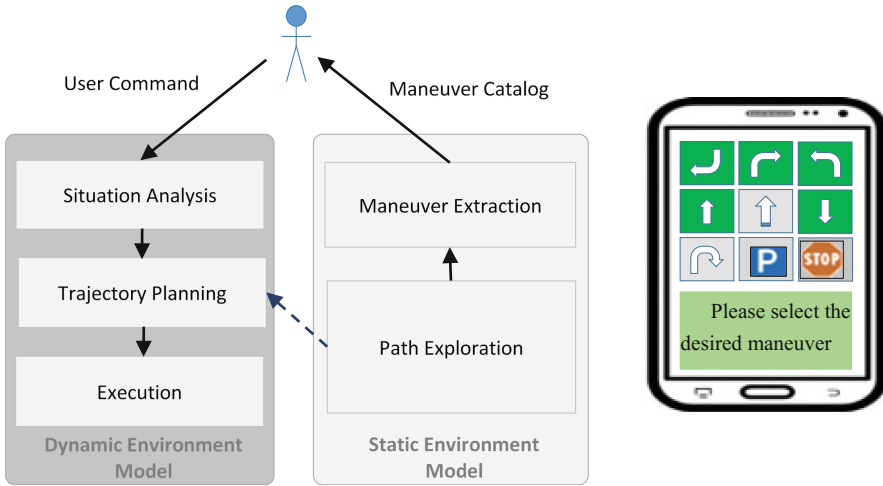 User Command
Maneuver Catalog
Situation Analysis
Trajectory Planning
Execution
Dynamic Environment
Model
Maneuver Extraction
Path Exploration
Static Environment
Model
P
STOP
Please select the
desired maneuver